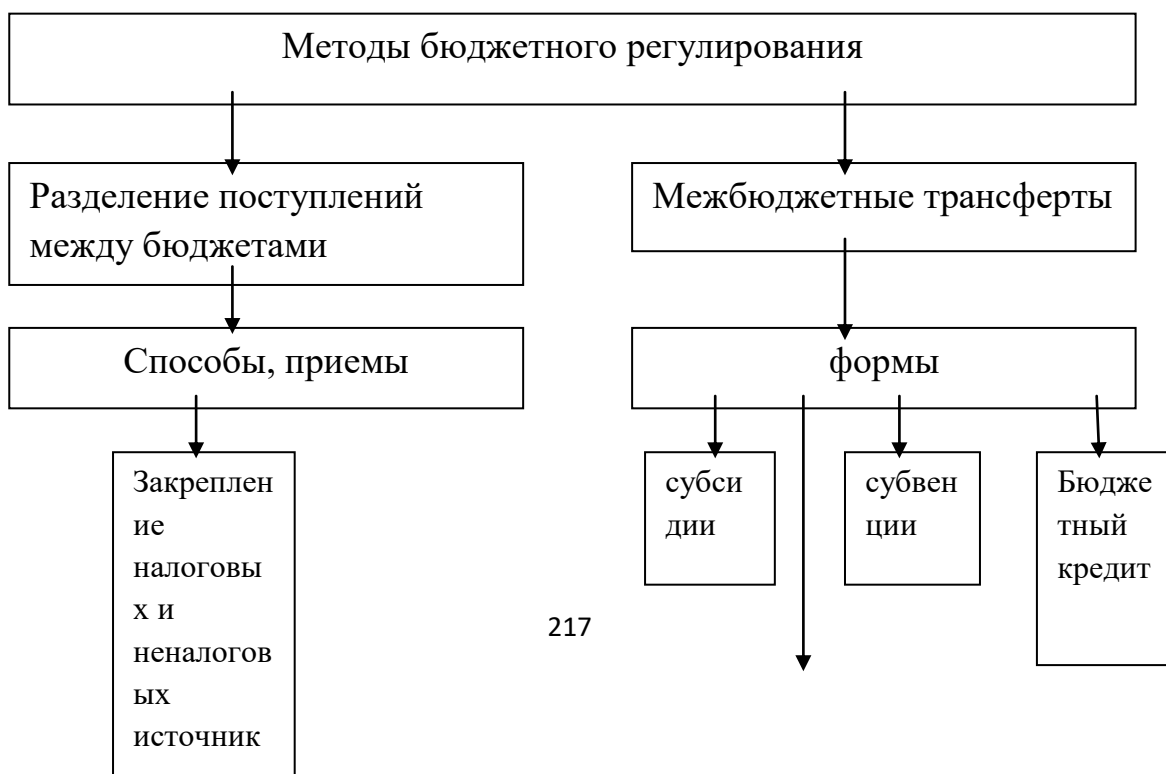 Методы бюджетного регулирования
Разделение поступлений
между бюджетами
Межбюджетные трансферты
Способы, приемы
формы
Закреплен
ие
налоговы
х и
неналогов
ых
источник
субси
дии
субвен
ции
Бюдже
тный
кредит
217